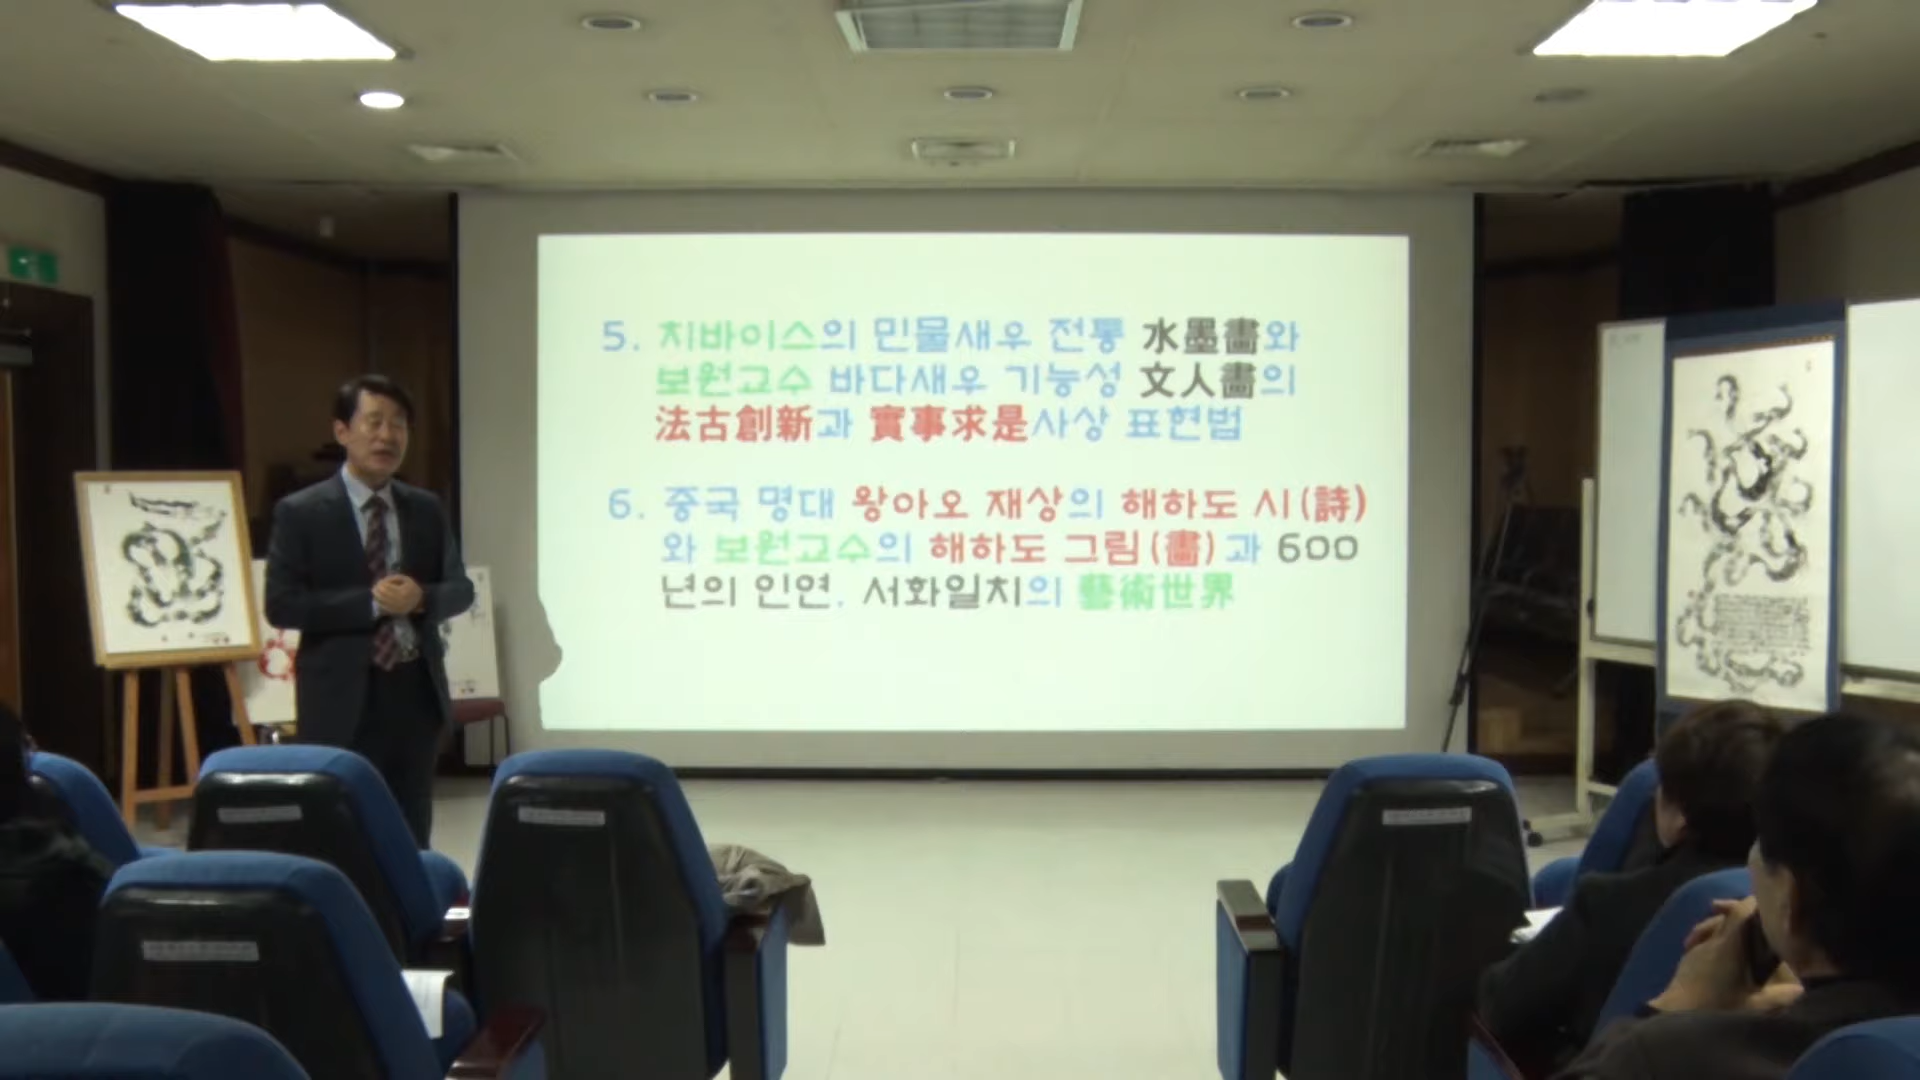 5. 치바이스의 민물새우 전통 水墨畵와
보원교수 바다새우 기능성 文人畵의
法古創新과 實事求是사상 표현법
6. 중국 명대 왕아오 재상의 해하도 시(詩)
와 보원교수의 해하도 그림(畵)과 600
년의 인연. 서화일치의 藝術世界